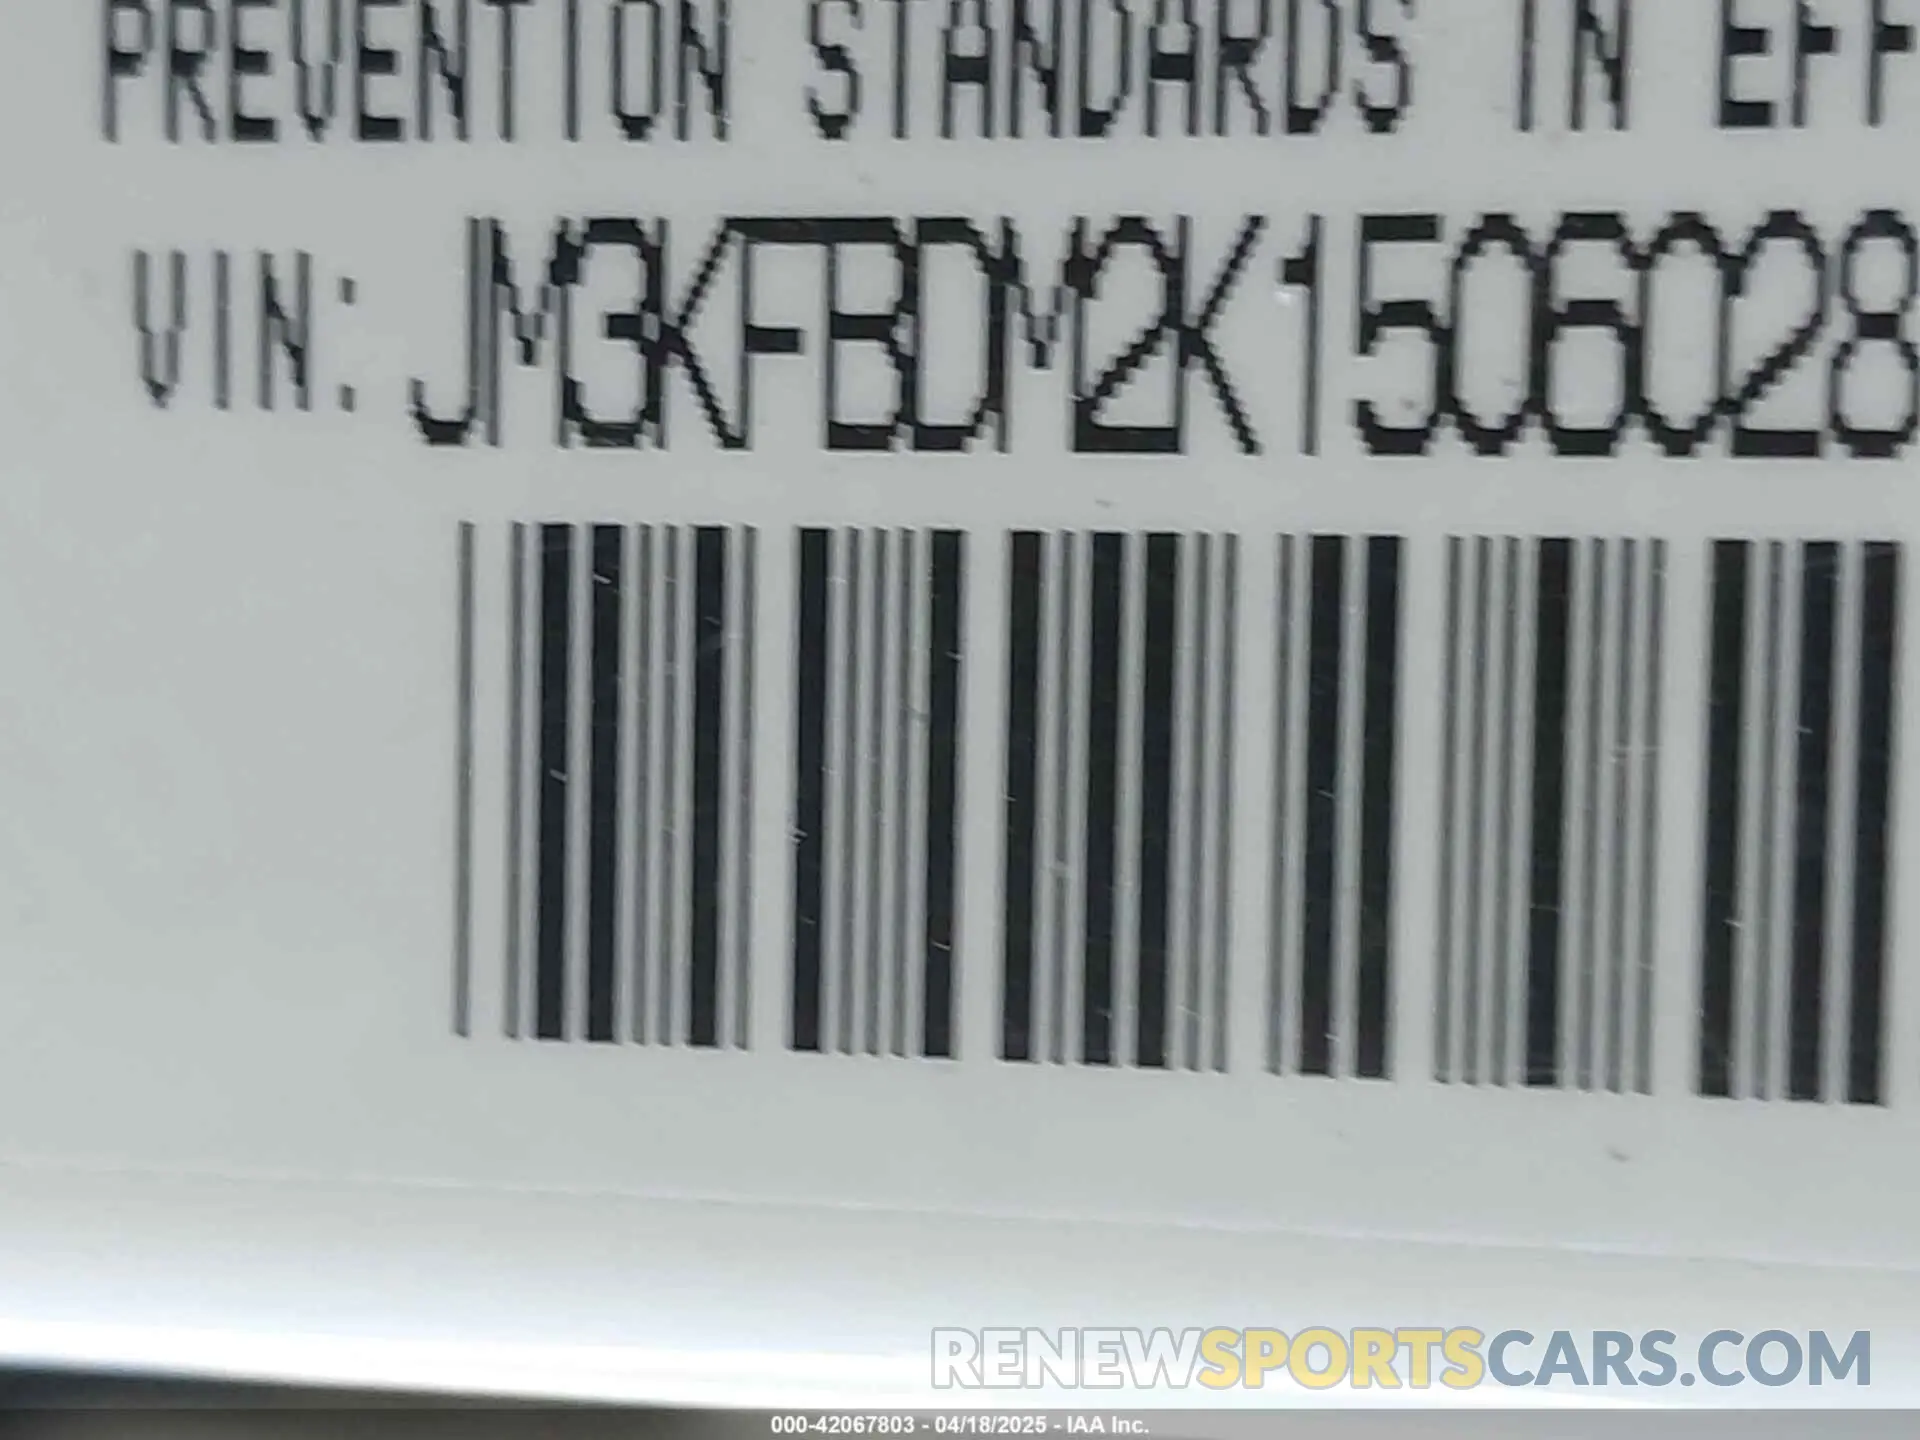 PREVENTION STANDARDS IN EFF
VIN: JM3KFBDM2K1506028
RENEWSPORTSCARS.COM
000-42067803 - 04/18/2025 - IAA Inc.